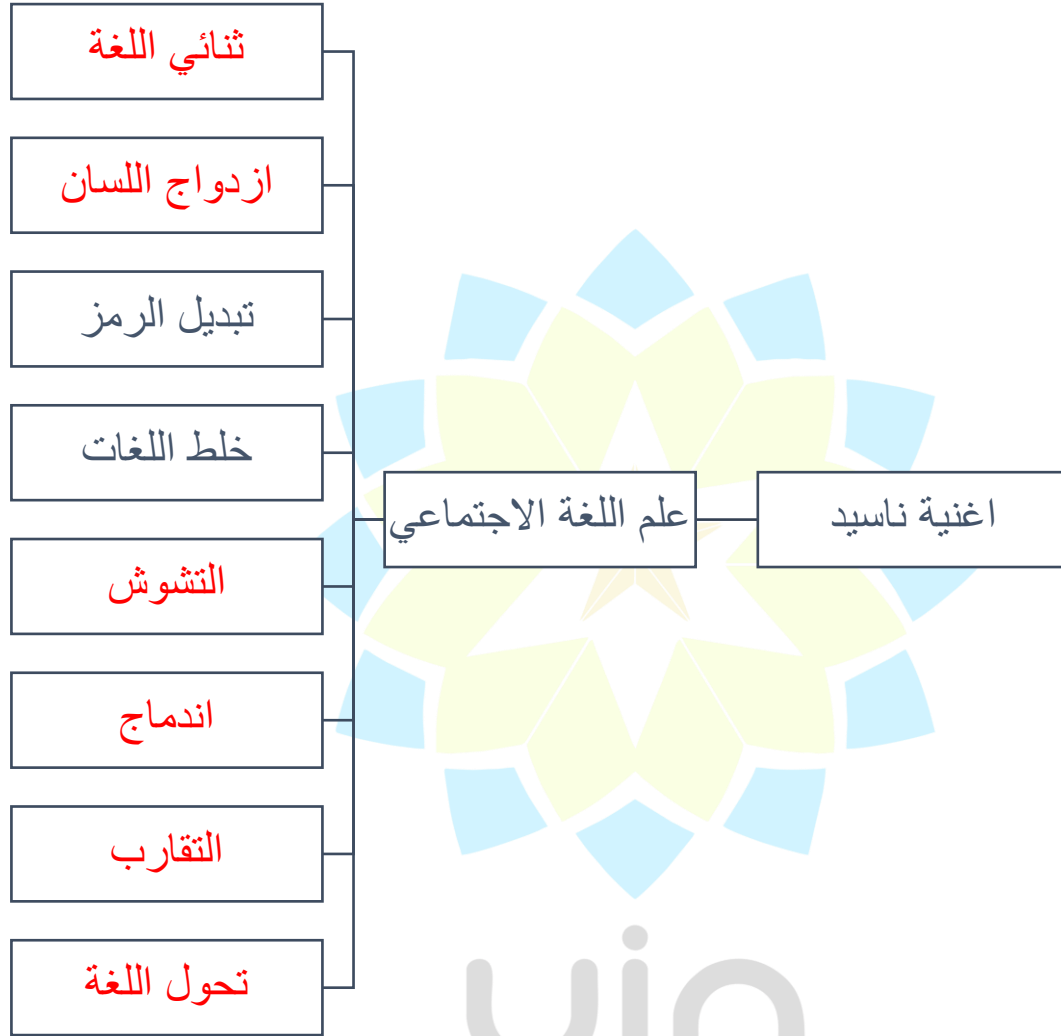 ثنائي اللغة
ازدواج اللسان
تبديل الرمز
خلط اللغات
علم اللغة الاجتماعي
اغنية ناسيد
التشوش
اندماج
التقارب
تحول اللغة
uin